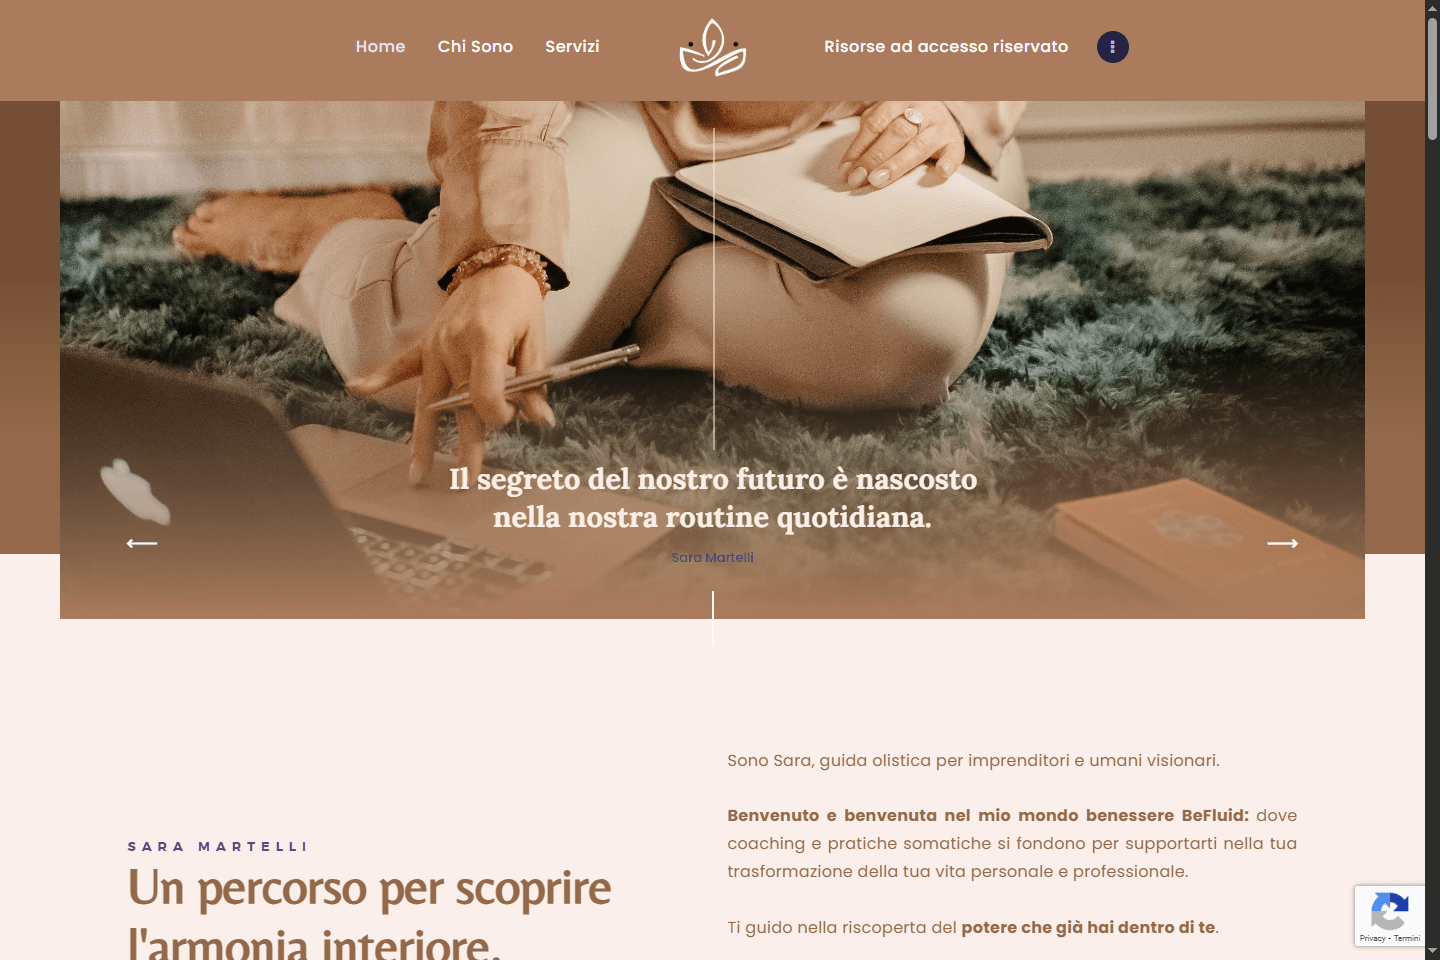 Home Chi Sono Servizi Risorse ad accesso riservato
Il segreto del nostro futuro è nascosto
nella nostra routine quotidiana.
Sara Martelli
Sono Sara, guida olistica per imprenditori e umani visionari.
Benvenuto e benvenuta nel mio mondo benessere BeFluid: dove
coaching e pratiche somatiche si fondono per supportarti nella tua
trasformazione della tua vita personale e professionale.
Ti guido nella riscoperta del potere che già hai dentro di te.
SARA MARTELLI
Un percorso per scoprire
l'armonia interiore.
Privacy - Termini